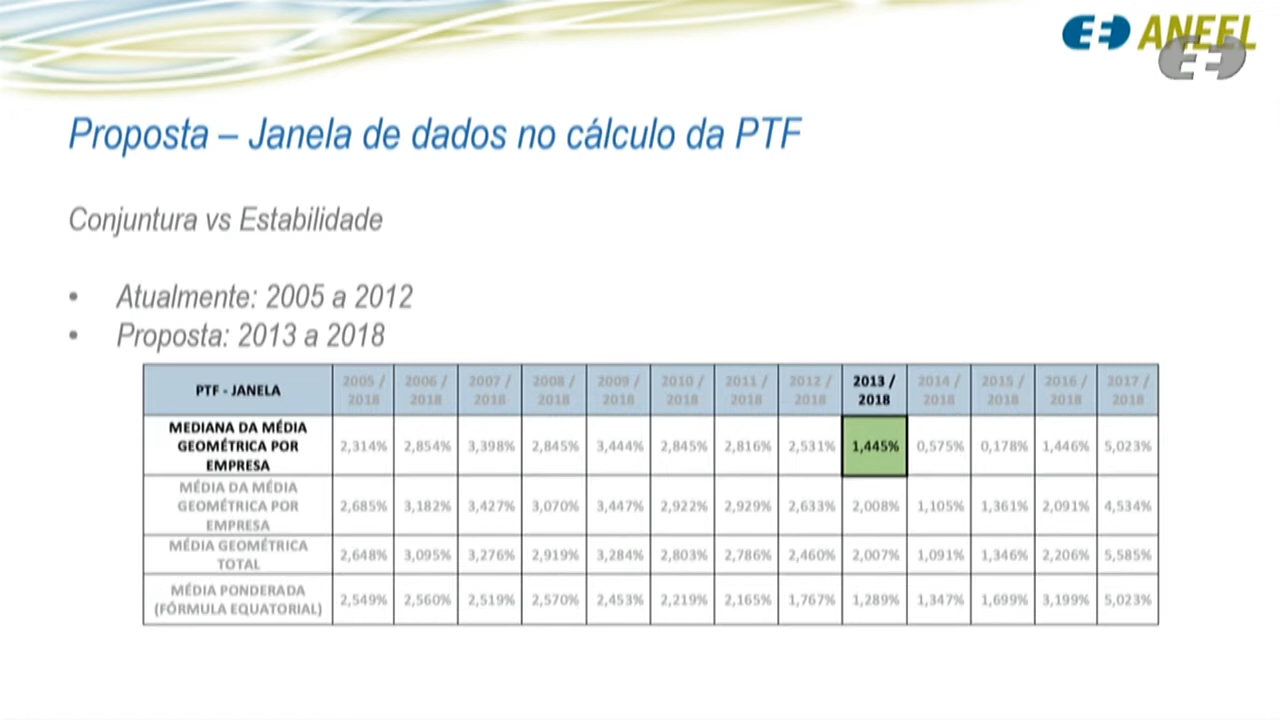 ANEEL
Proposta – Janela de dados no cálculo da PTF
Conjuntura vs Estabilidade
• Atualmente: 2005 a 2012
• Proposta: 2013 a 2018
PTF - JANELA 2005 / 2018 2006 / 2018 2007 / 2018 2008 / 2018 2009 / 2018 2010 / 2018 2011 / 2018 2012 / 2018 2013 / 2018 2014 / 2018 2015 / 2018 2016 / 2018 2017 / 2018
MEDIANA DA MÉDIA GEOMÉTRICA POR EMPRESA 2,314% 2,854% 3,398% 2,845% 3,444% 2,845% 2,816% 2,531% 1,445% 0,575% 0,178% 1,446% 5,023%
MÉDIA DA MÉDIA GEOMÉTRICA POR EMPRESA 2,685% 3,182% 3,427% 3,070% 3,447% 2,922% 2,929% 2,633% 2,008% 1,105% 1,361% 2,091% 4,534%
MÉDIA GEOMÉTRICA TOTAL 2,648% 3,095% 3,276% 2,919% 3,284% 2,803% 2,786% 2,460% 2,007% 1,091% 1,346% 2,206% 5,585%
MÉDIA PONDERADA (FÓRMULA EQUATORIAL) 2,549% 2,560% 2,519% 2,570% 2,453% 2,219% 2,165% 1,767% 1,289% 1,347% 1,699% 3,199% 5,023%